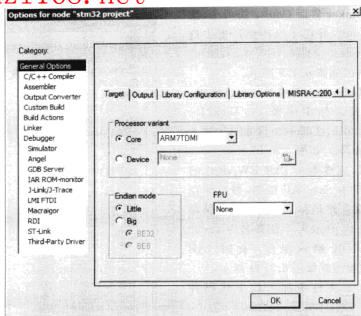 Options for node "stm32 project"
Category:
General Options
C/C++ Compiler
Assembler
Output Converter
Custom Build
Build Actions
Linker
Debugger
Simulator
Angel
GDB Server
IAR ROM-monitor
J-Link/J-Trace
LMI FTDI
Macraigor
RDI
ST-Link
Third-Party Driver
Target Output Library Configuration Library Options MISRA-C:200
Processor variant
Core ARM7TDMI
Device None
Endian mode
Little
Big
BE32
BE8
FPU
None
OK Cancel